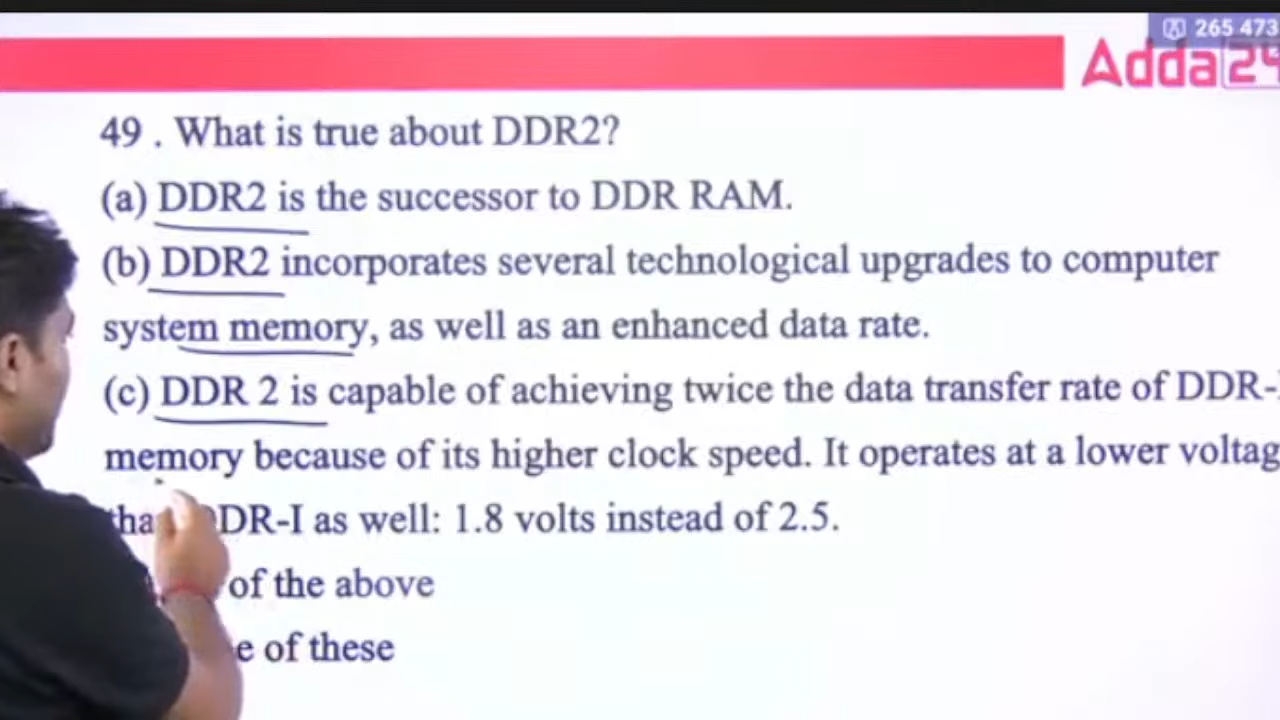 265 473
Adda24
49 . What is true about DDR2?
(a) DDR2 is the successor to DDR RAM.
(b) DDR2 incorporates several technological upgrades to computer
system memory, as well as an enhanced data rate.
(c) DDR 2 is capable of achieving twice the data transfer rate of DDR-
memory because of its higher clock speed. It operates at a lower voltag
DR-I as well: 1.8 volts instead of 2.5.
of the above
of these